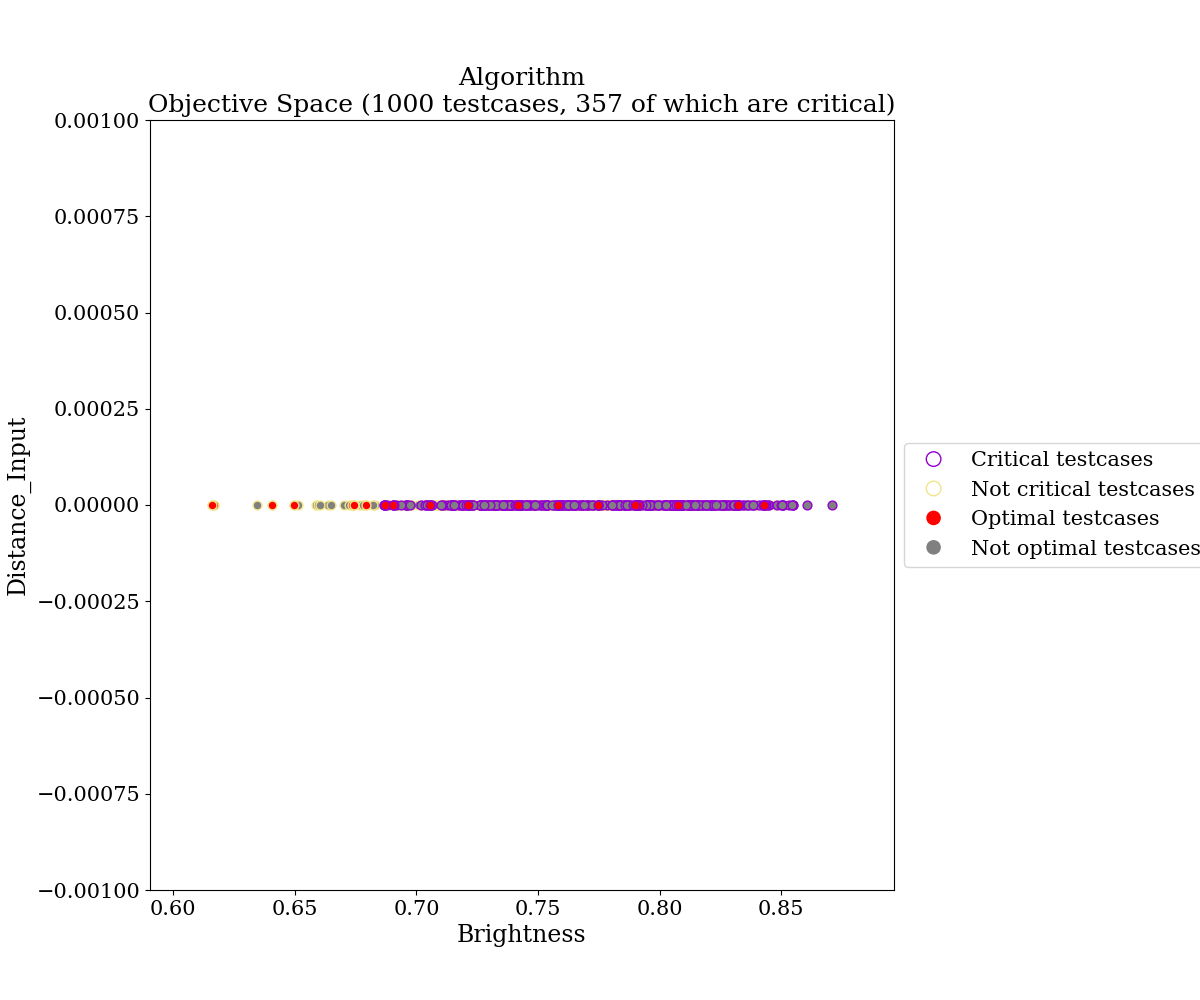 Algorithm
Objective Space (1000 testcases, 357 of which are critical)
0.00100
0.00075
0.00050
0.00025
0.00000
−0.00025
−0.00050
−0.00075
−0.00100
Distance_Input
0.60 0.65 0.70 0.75 0.80 0.85
Brightness
Critical testcases
Not critical testcases
Optimal testcases
Not optimal testcases